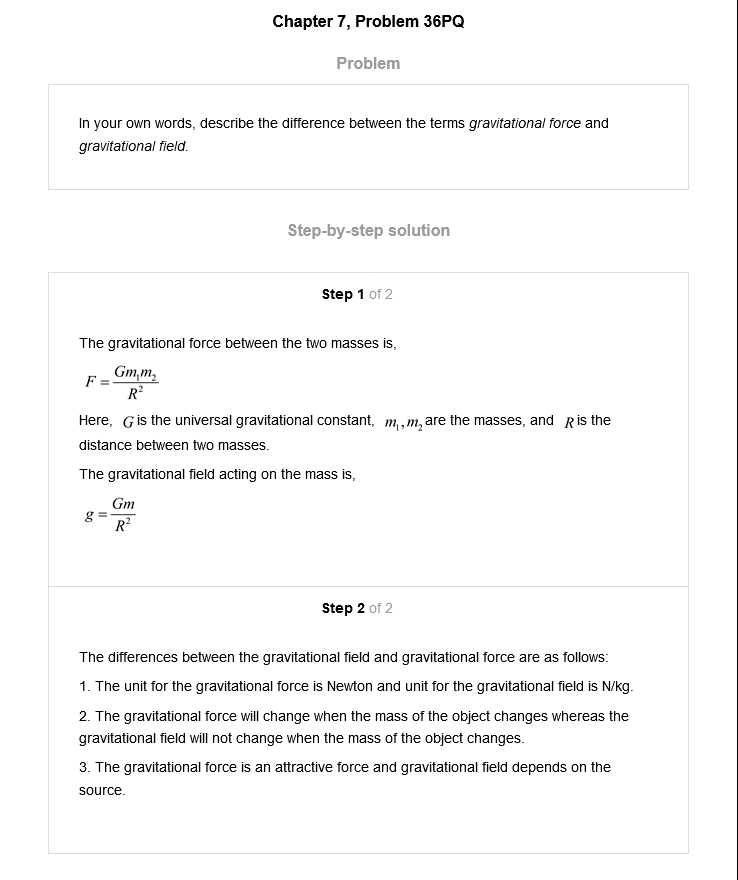 Chapter 7, Problem 36PQ
Problem
In your own words, describe the difference between the terms gravitational force and
gravitational field.
Step-by-step solution
Step 1 of 2
The gravitational force between the two masses is,
F = Gm₁m₂ / R²
Here, G is the universal gravitational constant, m₁, m₂ are the masses, and R is the
distance between two masses.
The gravitational field acting on the mass is,
g = Gm / R²
Step 2 of 2
The differences between the gravitational field and gravitational force are as follows:
1. The unit for the gravitational force is Newton and unit for the gravitational field is N/kg.
2. The gravitational force will change when the mass of the object changes whereas the
gravitational field will not change when the mass of the object changes.
3. The gravitational force is an attractive force and gravitational field depends on the
source.